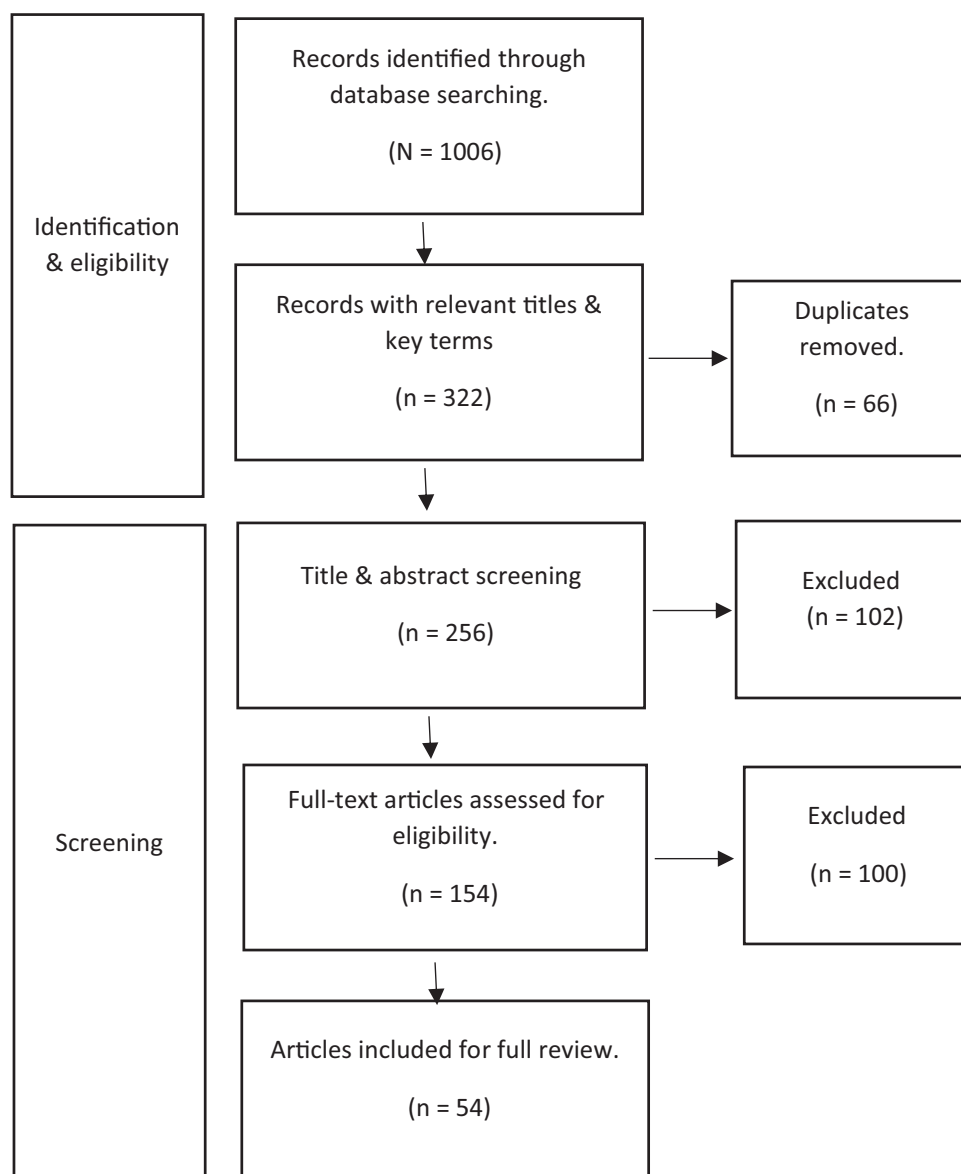 Identification
& eligibility
Records identified through
database searching.
(N = 1006)
Records with relevant titles &
key terms
(n = 322)
Duplicates
removed.
(n = 66)
Screening
Title & abstract screening
(n = 256)
Excluded
(n = 102)
Full-text articles assessed for
eligibility.
(n = 154)
Excluded
(n = 100)
Articles included for full review.
(n = 54)